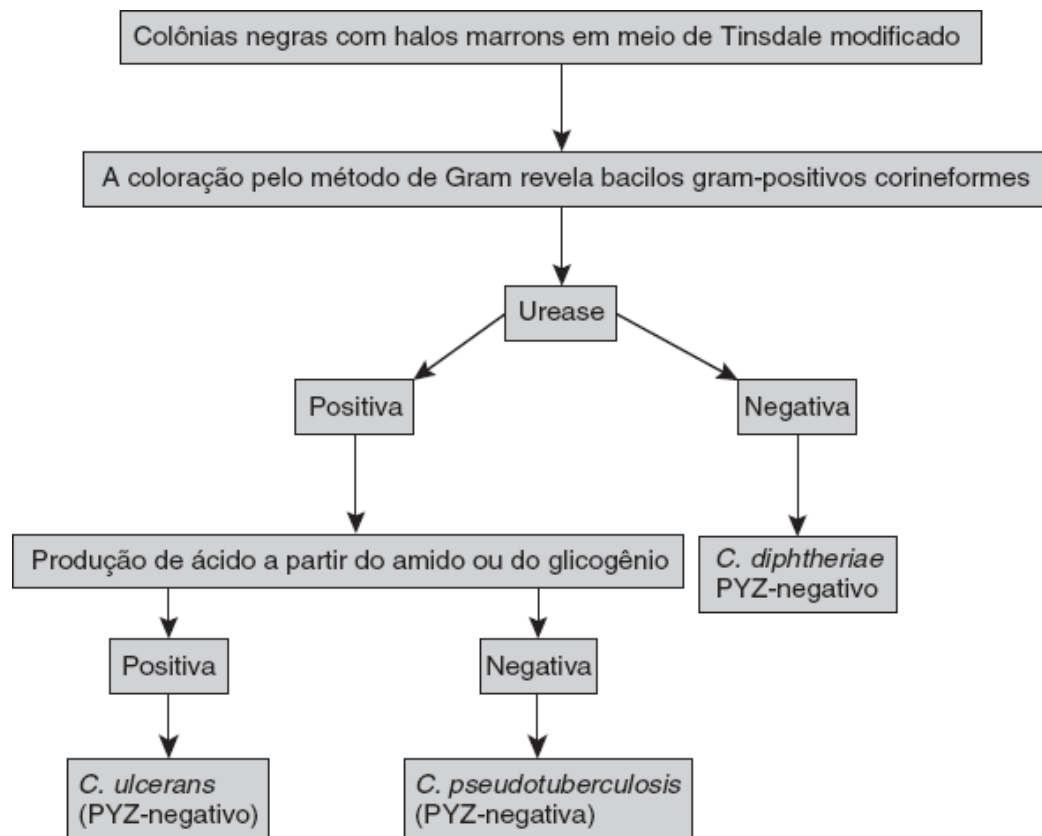 Colônias negras com halos marrons em meio de Tinsdale modificado
A coloração pelo método de Gram revela bacilos gram-positivos corineformes
Urease
Positiva
Negativa
Produção de ácido a partir do amido ou do glicogênio
C. diphtheriae
PYZ-negativo
Positiva
Negativa
C. ulcerans
(PYZ-negativo)
C. pseudotuberculosis
(PYZ-negativa)